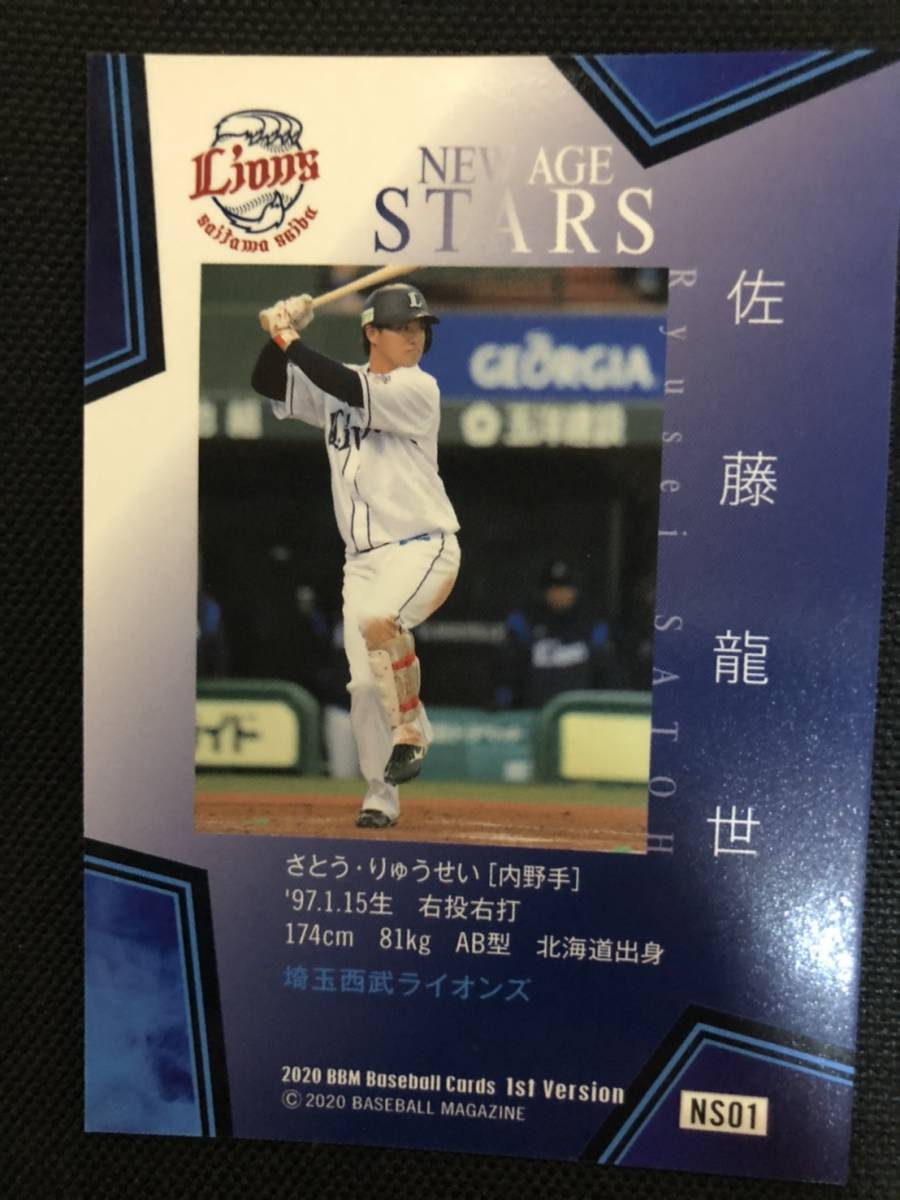 Lions
saitama seibu
NEW AGE
STARS
佐藤龍世
Ryusei SATOH
L
GEORGIA
Lions
イド
さとう・りゅうせい [内野手]
'97.1.15生 右投右打
174cm 81kg AB型 北海道出身
埼玉西武ライオンズ
2020 BBM Baseball Cards 1st Version
© 2020 BASEBALL MAGAZINE
NS01